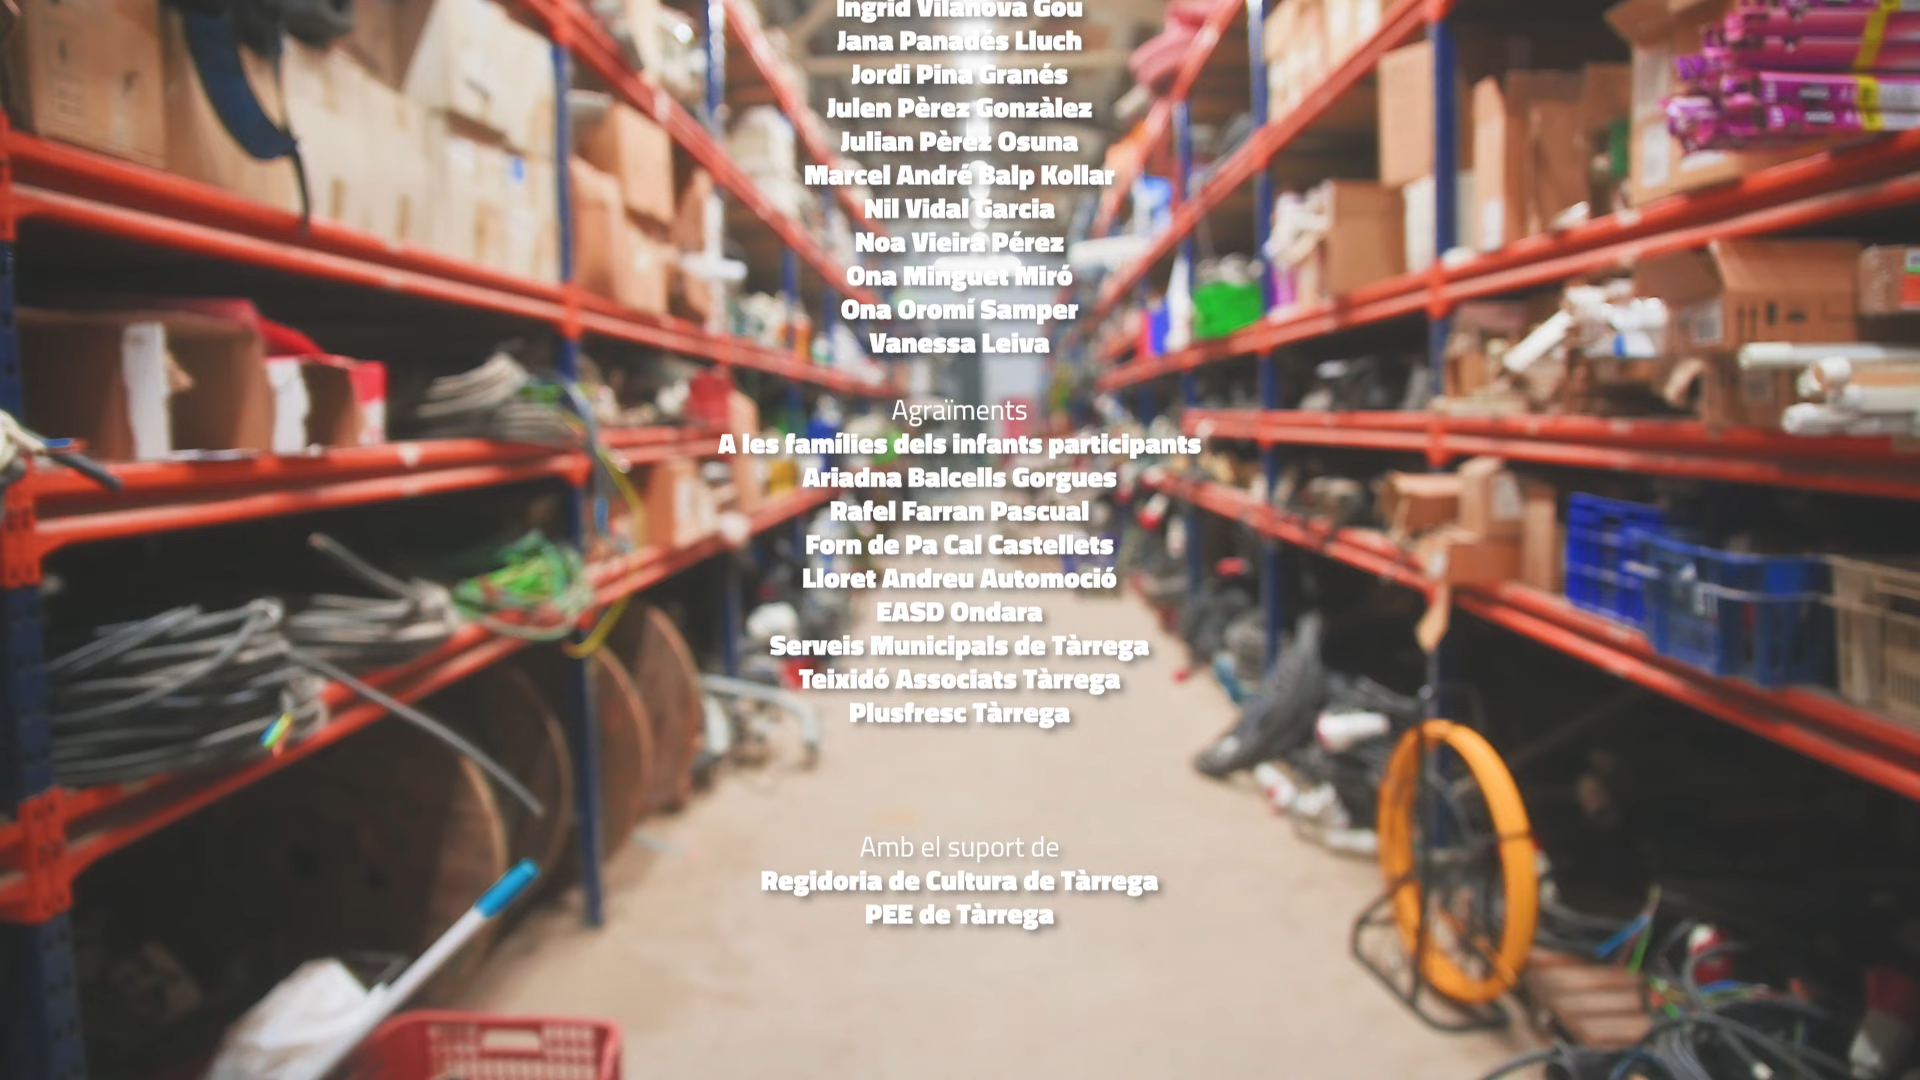 Ingrid Vilanova Gou
Jana Panadés Lluch
Jordi Pina Granés
Julen Pèrez Gonzàlez
Julian Pèrez Osuna
Marcel André Balp Kollar
Nil Vidal Garcia
Noa Vieira Pérez
Ona Minguet Miró
Ona Oromí Samper
Vanessa Leiva
Agraïments
A les famílies dels infants participants
Ariadna Balcells Gorgues
Rafel Farran Pascual
Forn de Pa Cal Castellets
Lloret Andreu Automoció
EASD Ondara
Serveis Municipals de Tàrrega
Teixidó Associats Tàrrega
Plusfresc Tàrrega
Amb el suport de
Regidoria de Cultura de Tàrrega
PEE de Tàrrega